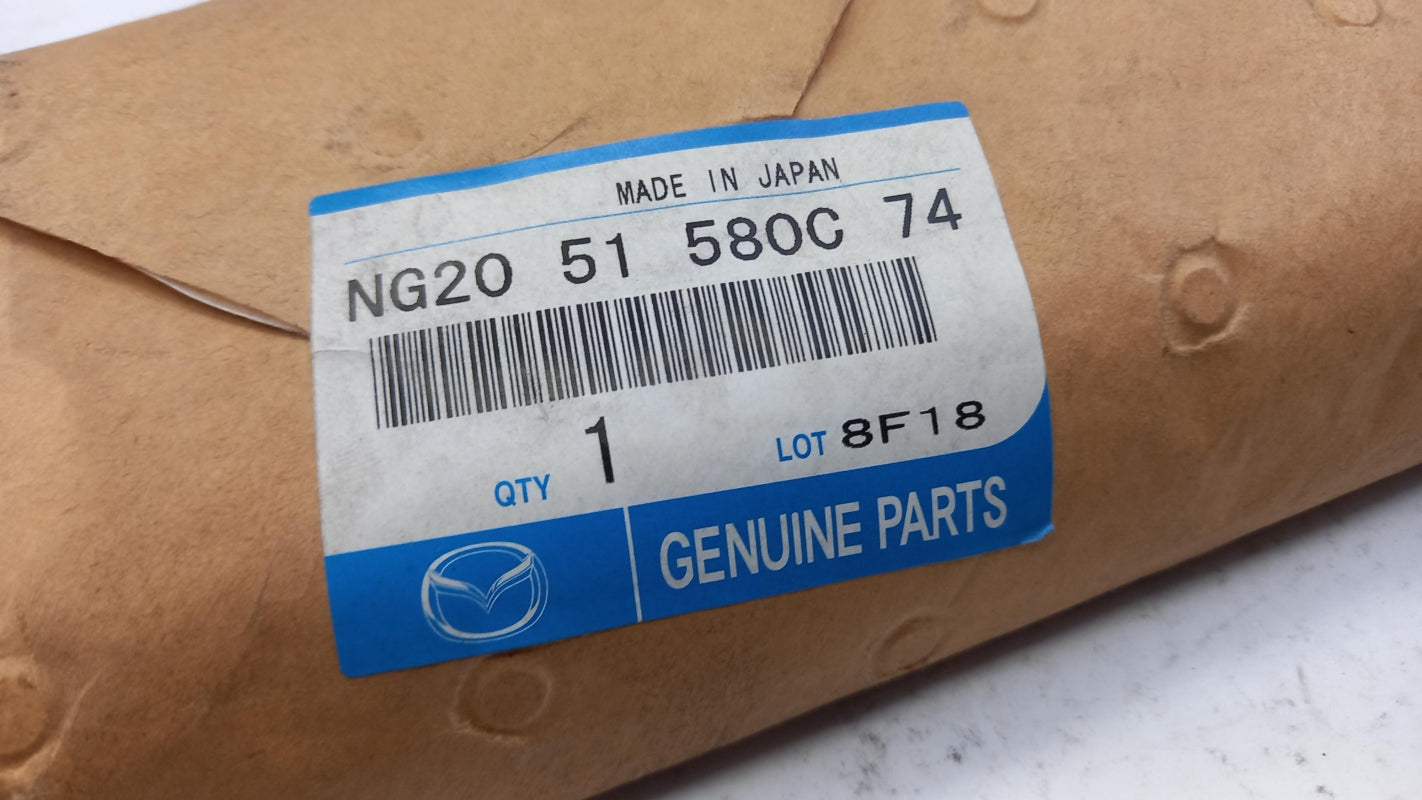 MADE IN JAPAN
NG20 51 580C 74
QTY 1 LOT 8F18
GENUINE PARTS